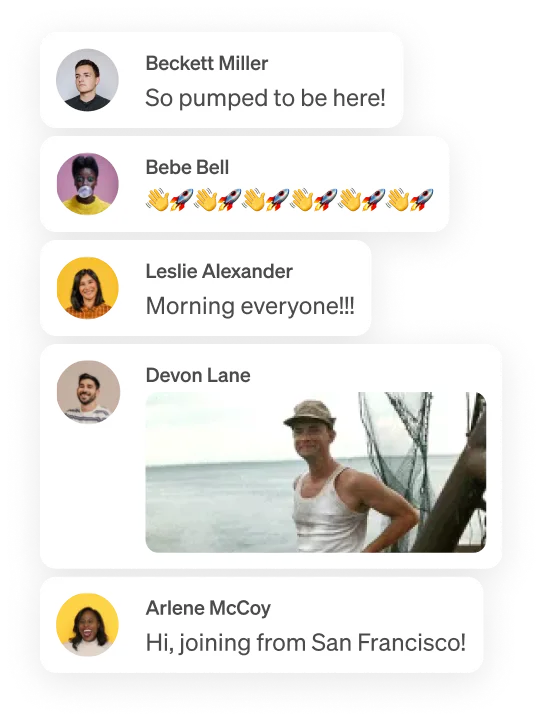 Beckett Miller
So pumped to be here!
Bebe Bell
👋🚀👋🚀👋🚀👋🚀👋🚀👋🚀
Leslie Alexander
Morning everyone!!!
Devon Lane
Arlene McCoy
Hi, joining from San Francisco!